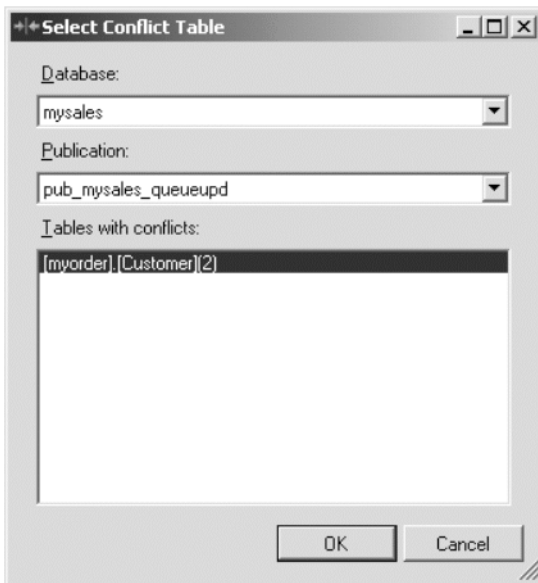 Select Conflict Table
Database:
mysales
Publication:
pub_mysales_queueupd
Tables with conflicts:
[myorder].[Customer](2)
OK Cancel